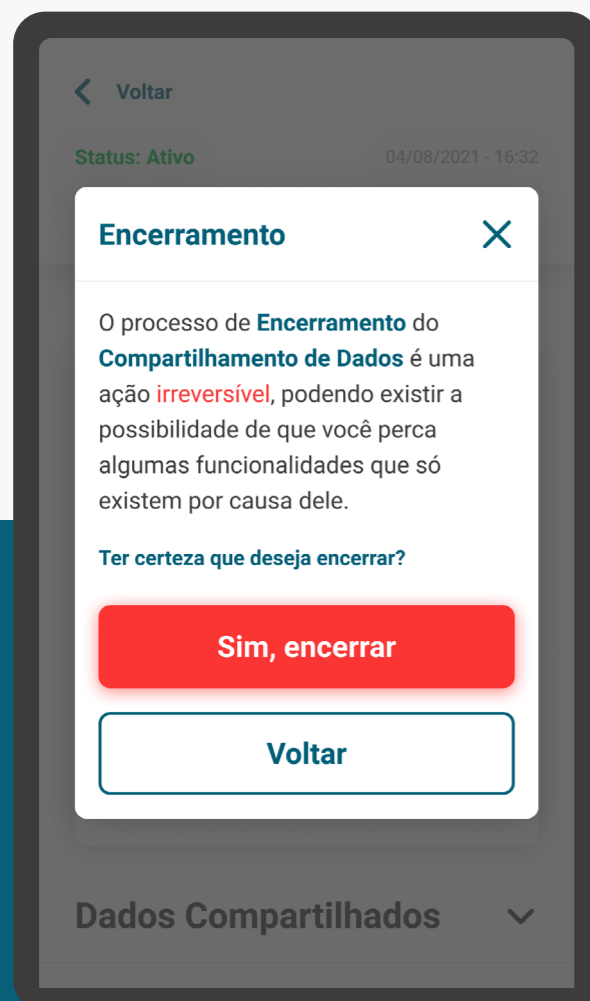 Voltar
Status: Ativo
04/08/2021 - 16:32
Encerramento
O processo de Encerramento do
Compartilhamento de Dados é uma
ação irreversível, podendo existir a
possibilidade de que você perca
algumas funcionalidades que só
existem por causa dele.
Ter certeza que deseja encerrar?
Sim, encerrar
Voltar
Dados Compartilhados